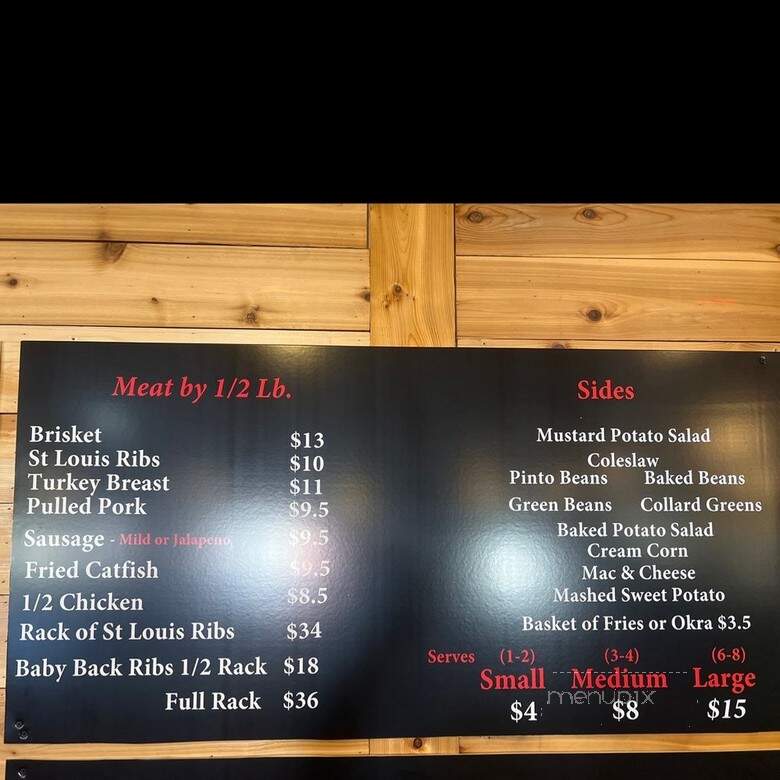 Meat by 1/2 Lb.
Brisket $13
St Louis Ribs $10
Turkey Breast $11
Pulled Pork $9.5
Sausage - Mild or Jalapeno $9.5
Fried Catfish $9.5
1/2 Chicken $8.5
Rack of St Louis Ribs $34
Baby Back Ribs 1/2 Rack $18
Full Rack $36
Sides
Mustard Potato Salad
Coleslaw
Pinto Beans Baked Beans
Green Beans Collard Greens
Baked Potato Salad
Cream Corn
Mac & Cheese
Mashed Sweet Potato
Basket of Fries or Okra $3.5
Serves (1-2) (3-4) (6-8)
Small Medium Large
menupix
$4 $8 $15